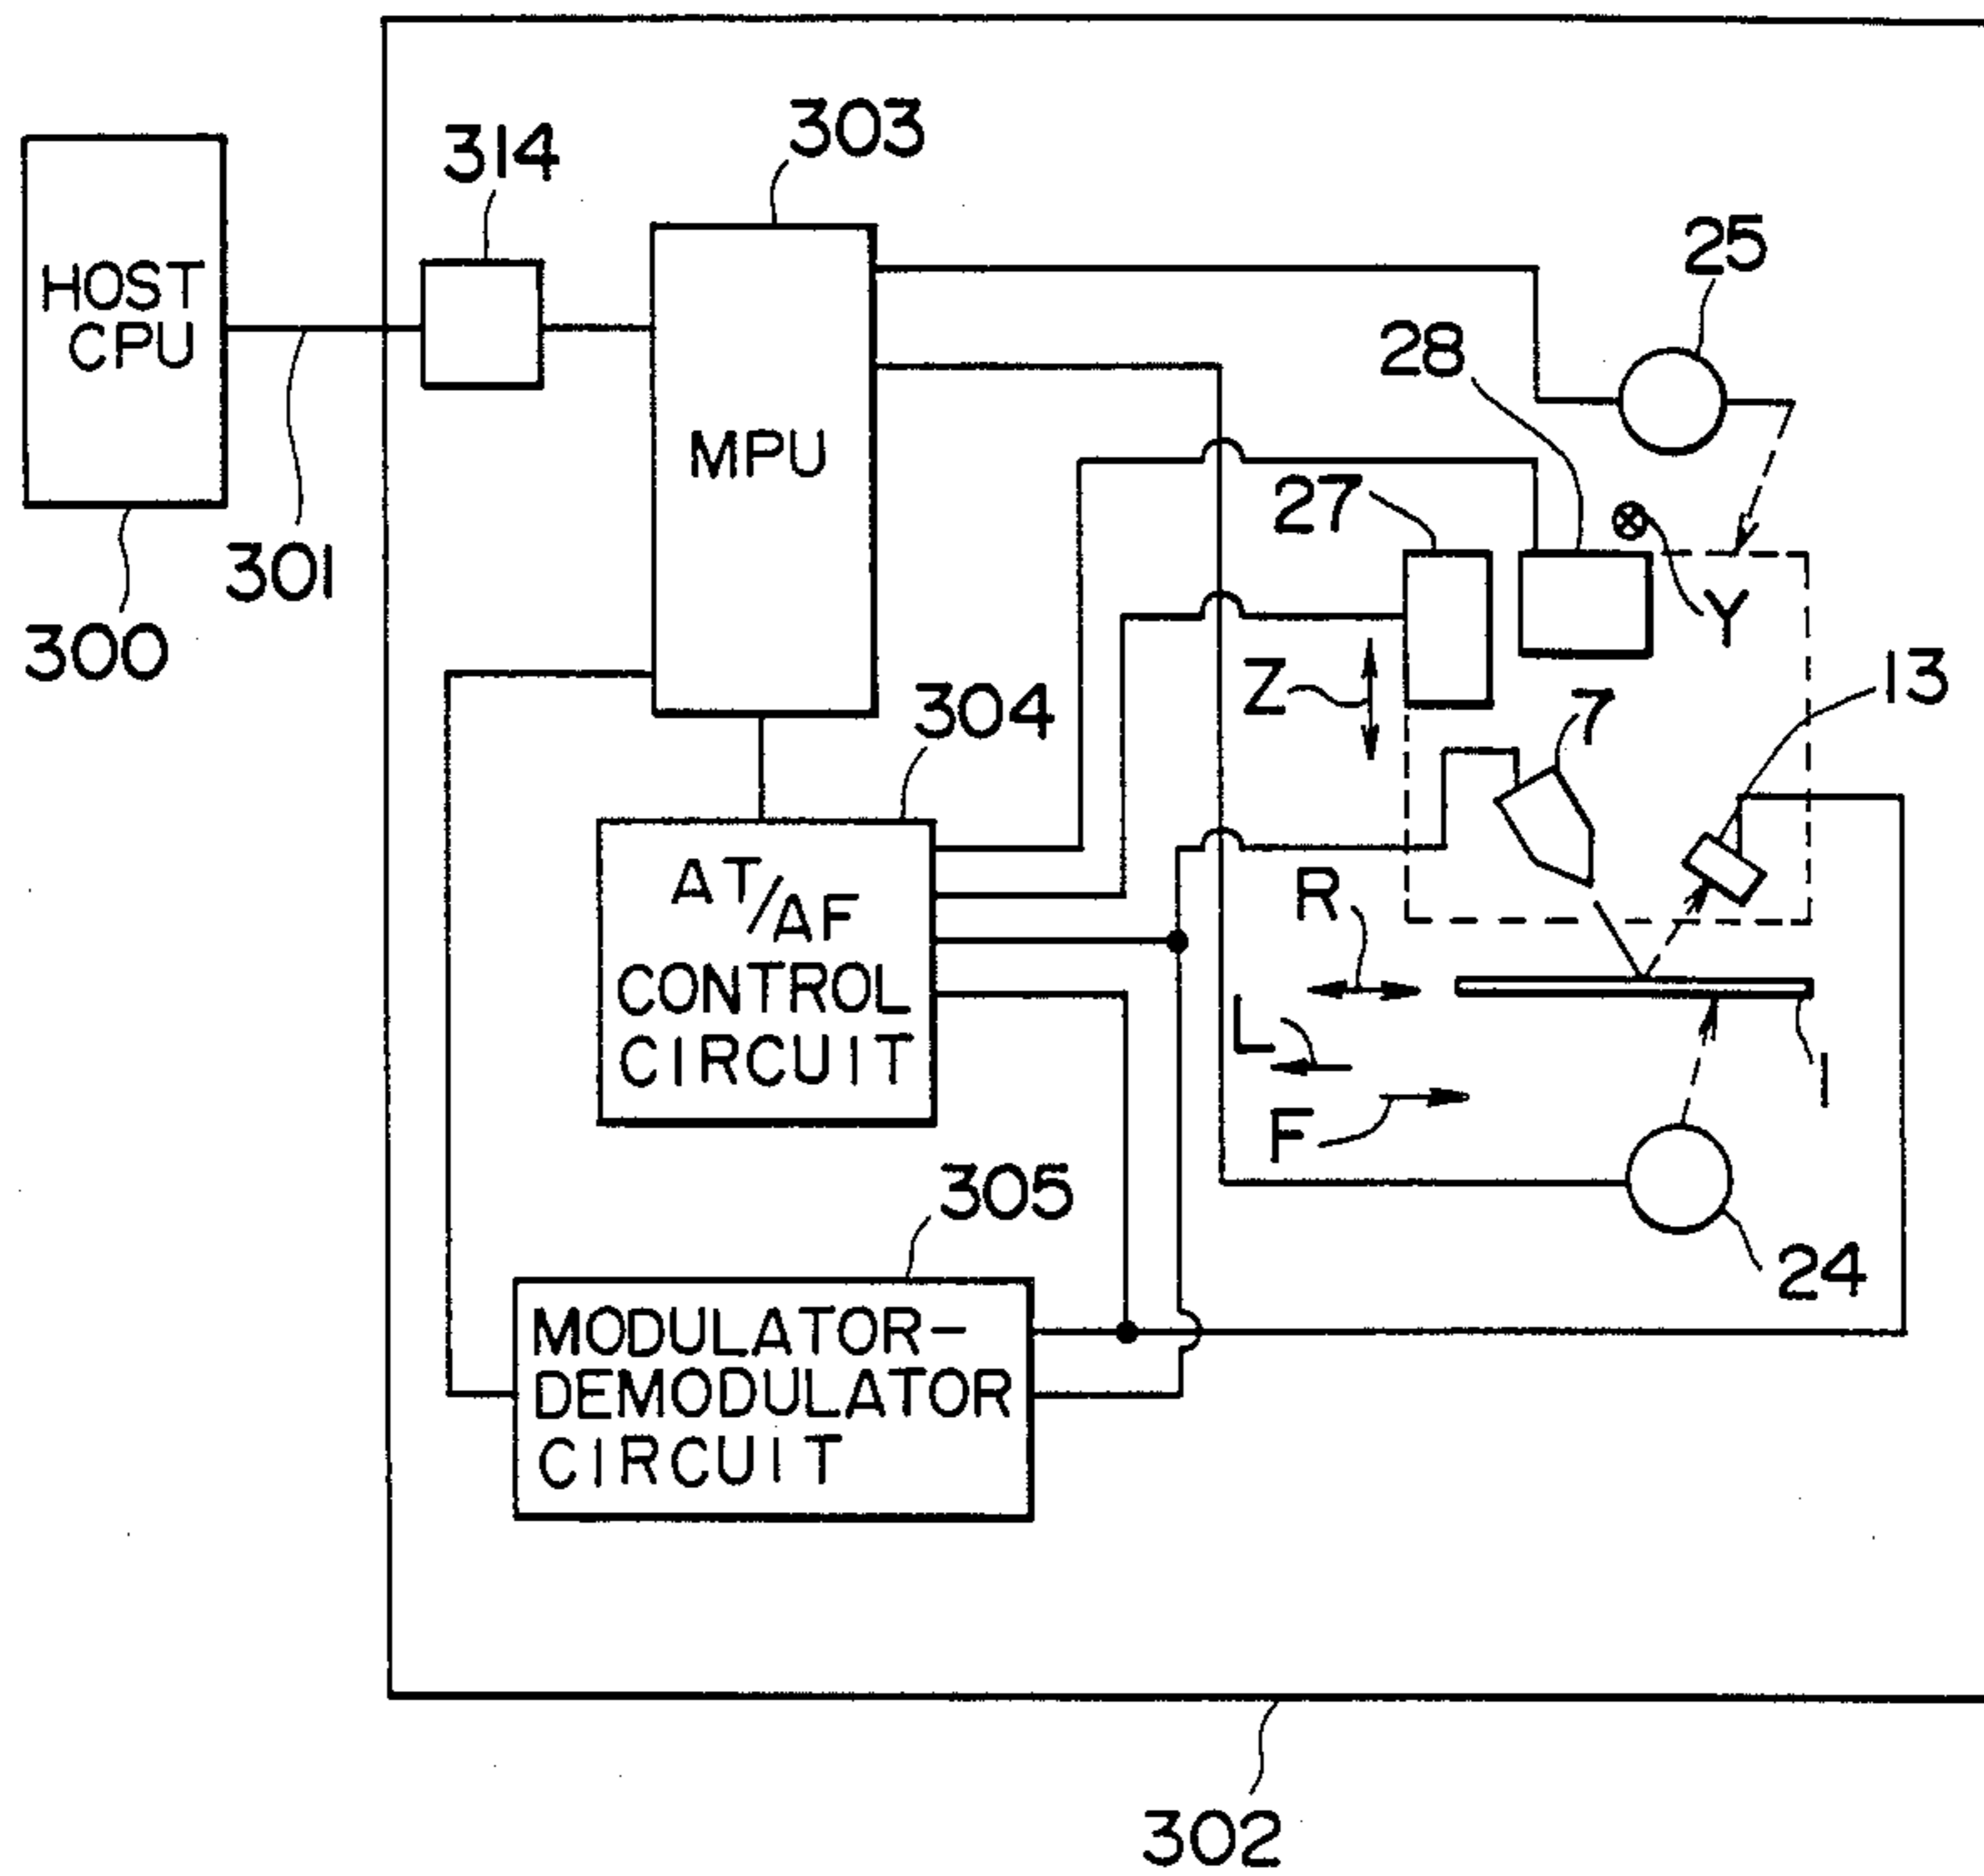 303
314
25
HOST
CPU
28
MPU
27
301
Y
300
Z
13
304
7
AT/AF
R
CONTROL
L
CIRCUIT
1
F
305
24
MODULATOR-
DEMODULATOR
CIRCUIT
302